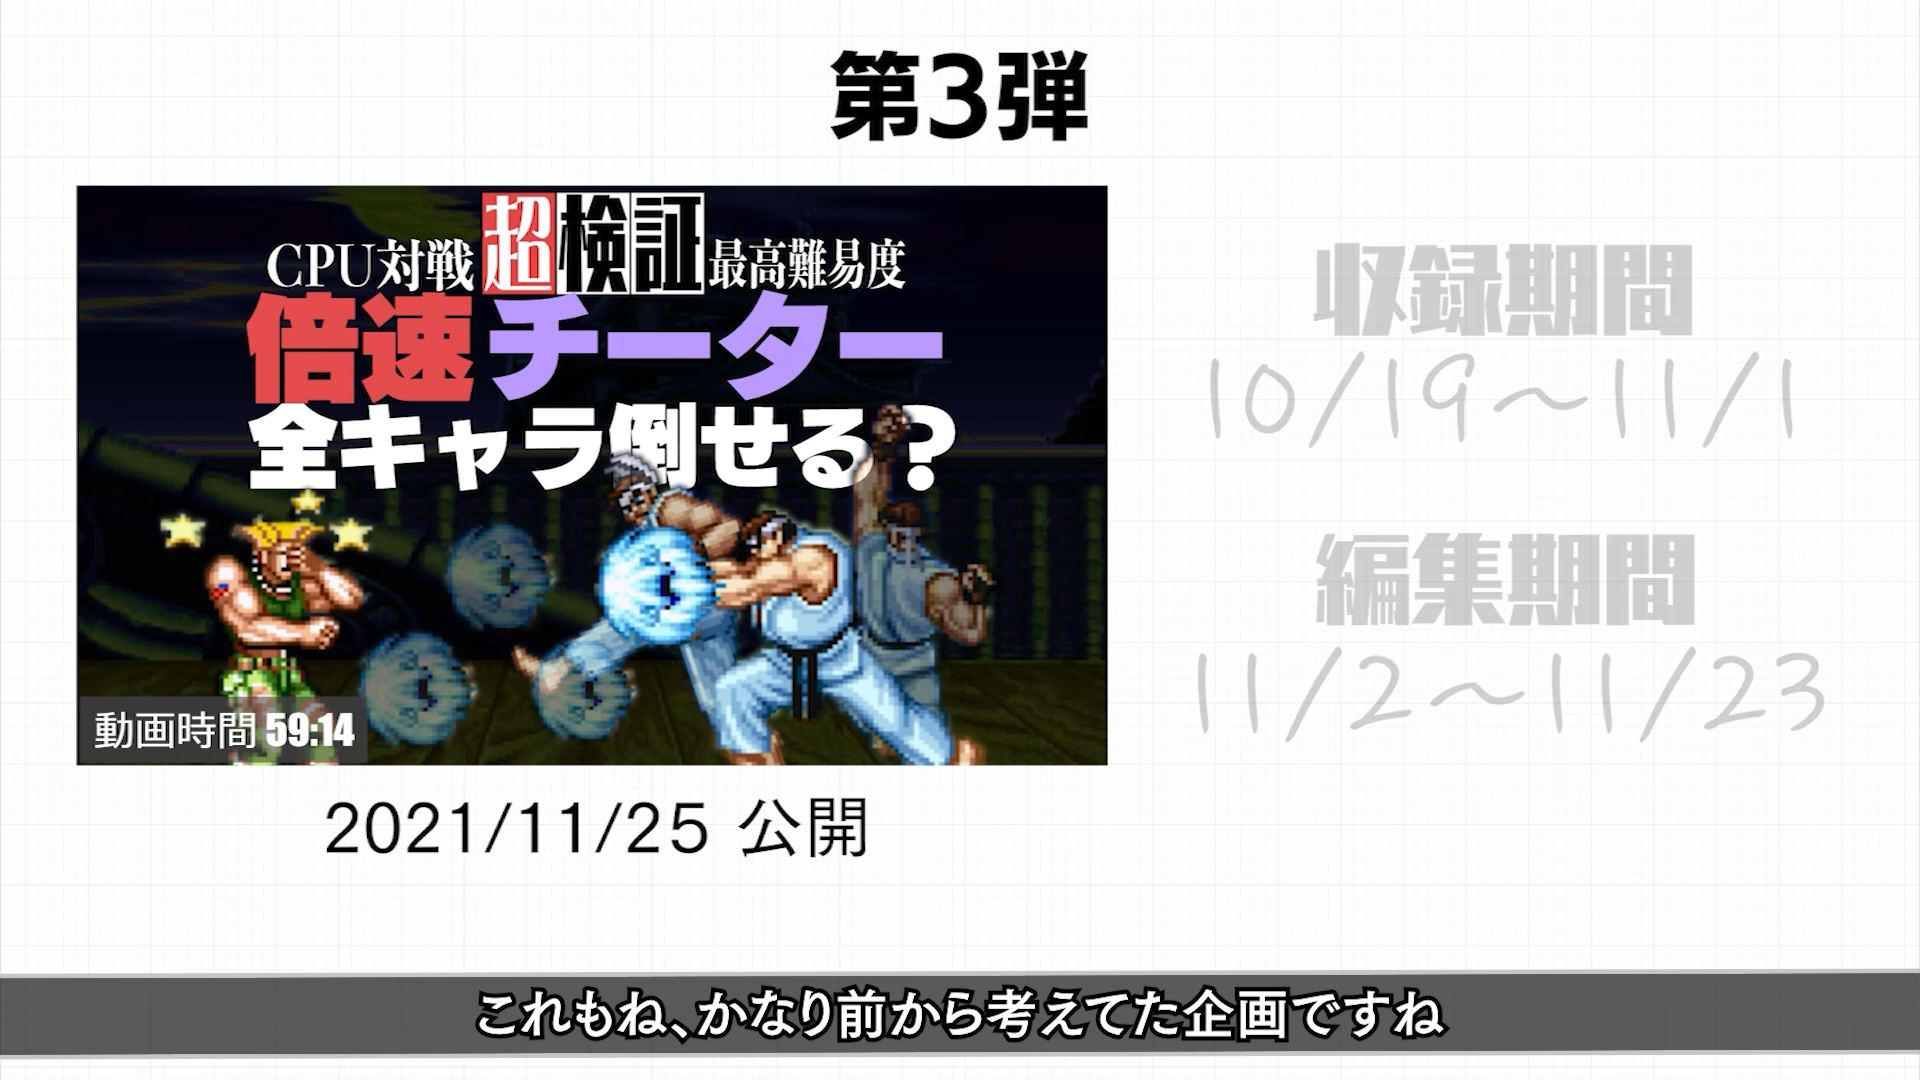 第3弾
CPU対戦 超検証 最高難易度
倍速チーター
全キャラ倒せる？
動画時間 59:14
2021/11/25 公開
収録期間
10/19～11/1
編集期間
11/2～11/23
これもね、かなり前から考えてた企画ですね